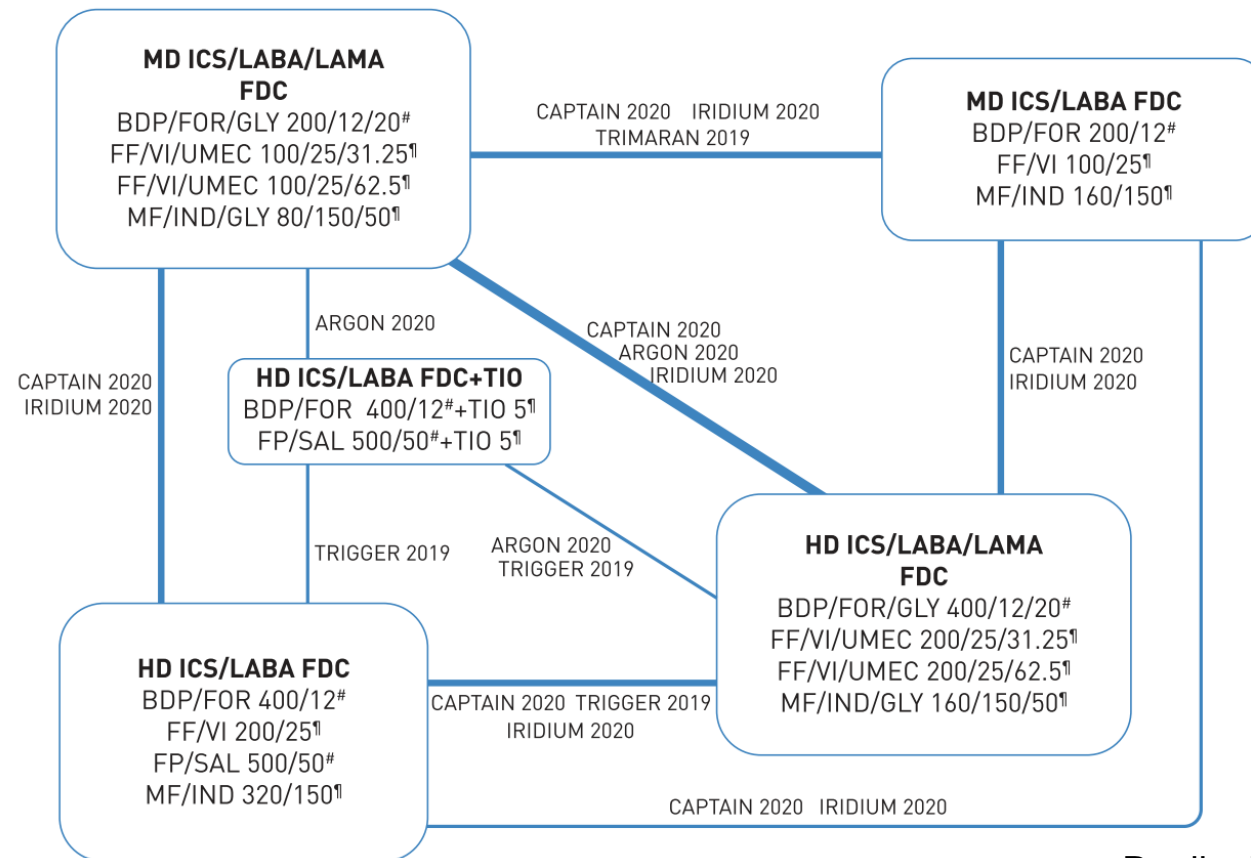 MD ICS/LABA/LAMA
FDC
BDP/FOR/GLY 200/12/20#
FF/VI/UMEC 100/25/31.25¶
FF/VI/UMEC 100/25/62.5¶
MF/IND/GLY 80/150/50¶
CAPTAIN 2020 IRIDIUM 2020
TRIMARAN 2019
MD ICS/LABA FDC
BDP/FOR 200/12#
FF/VI 100/25¶
MF/IND 160/150¶
ARGON 2020
CAPTAIN 2020
ARGON 2020
IRIDIUM 2020
CAPTAIN 2020
IRIDIUM 2020
CAPTAIN 2020
IRIDIUM 2020
HD ICS/LABA FDC+TIO
BDP/FOR 400/12#+TIO 5¶
FP/SAL 500/50#+TIO 5¶
TRIGGER 2019
ARGON 2020
TRIGGER 2019
HD ICS/LABA/LAMA
FDC
BDP/FOR/GLY 400/12/20#
FF/VI/UMEC 200/25/31.25¶
FF/VI/UMEC 200/25/62.5¶
MF/IND/GLY 160/150/50¶
HD ICS/LABA FDC
BDP/FOR 400/12#
FF/VI 200/25¶
FP/SAL 500/50#
MF/IND 320/150¶
CAPTAIN 2020 TRIGGER 2019
IRIDIUM 2020
CAPTAIN 2020 IRIDIUM 2020